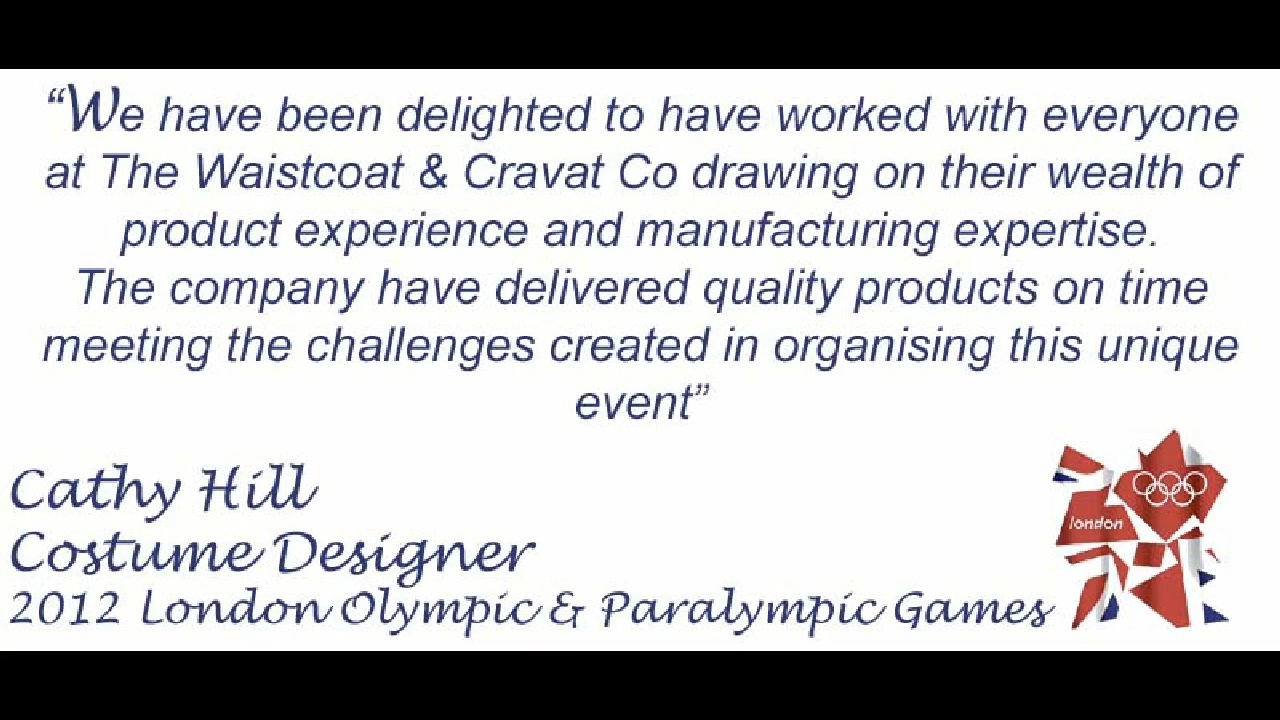 “We have been delighted to have worked with everyone
at The Waistcoat & Cravat Co drawing on their wealth of
product experience and manufacturing expertise.
The company have delivered quality products on time
meeting the challenges created in organising this unique
event”
Cathy Hill
Costume Designer
2012 London Olympic & Paralympic Games
london